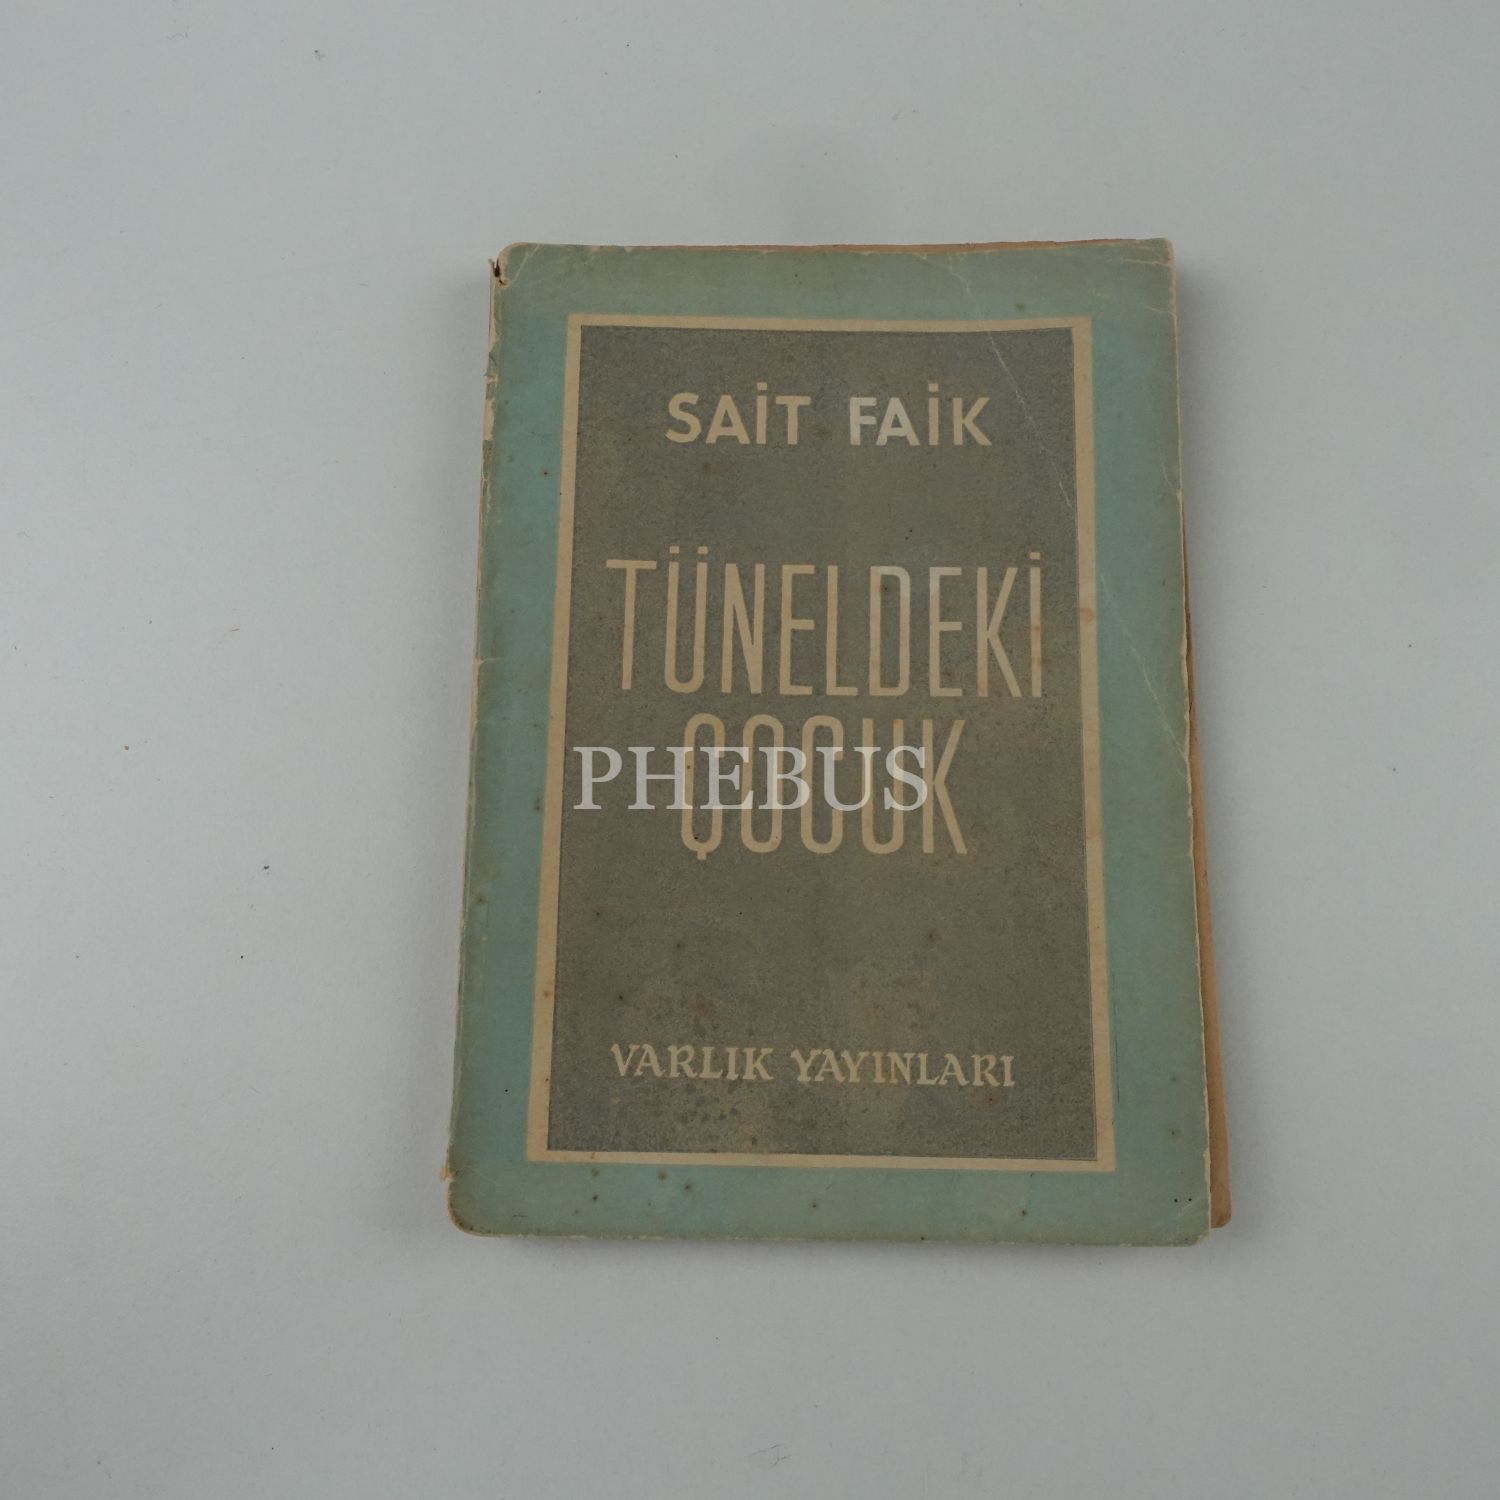 SAİT FAİK
TÜNELDEKİ
ÇOCUK
PHEBUS
VARLIK YAYINLARI